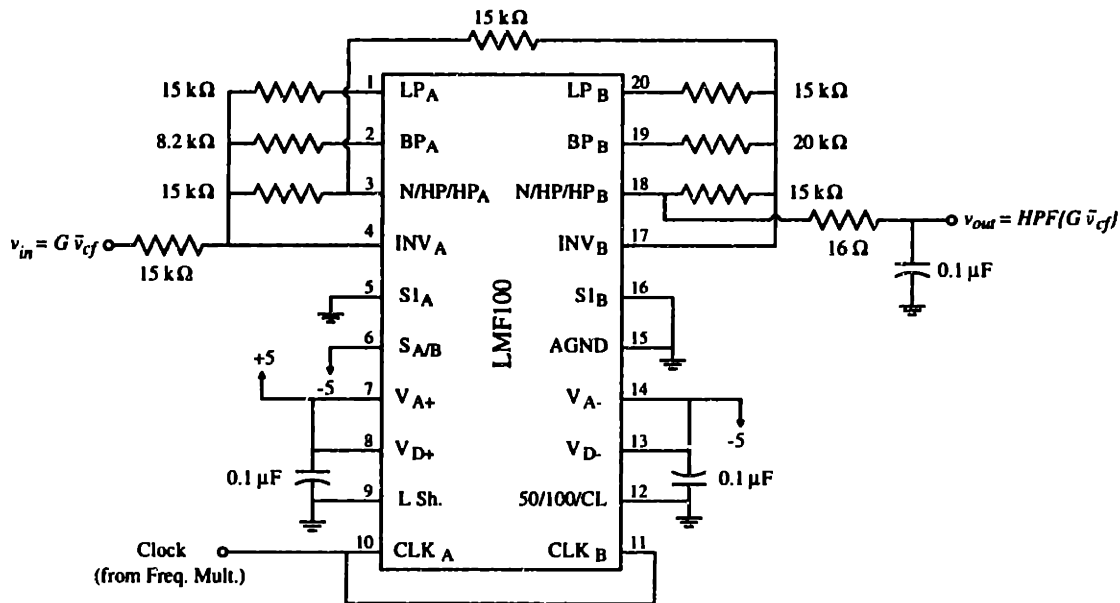 15 kΩ
15 kΩ 1 LP_A LP_B 20 15 kΩ
8.2 kΩ 2 BP_A BP_B 19 20 kΩ
15 kΩ 3 N/HP/HP_A N/HP/HP_B 18 15 kΩ
v_in = G v̄_cf 15 kΩ 4 INV_A INV_B 17 16 Ω v_out = HPF{G v̄_cf} 0.1 µF
5 S1_A S1_B 16
LMF100
6 S_A/B AGND 15
+5 -5 7 V_A+ V_A- 14 -5
8 V_D+ V_D- 13
0.1 µF 9 L Sh. 50/100/CL 12 0.1 µF
Clock 10 CLK_A CLK_B 11
(from Freq. Mult.)